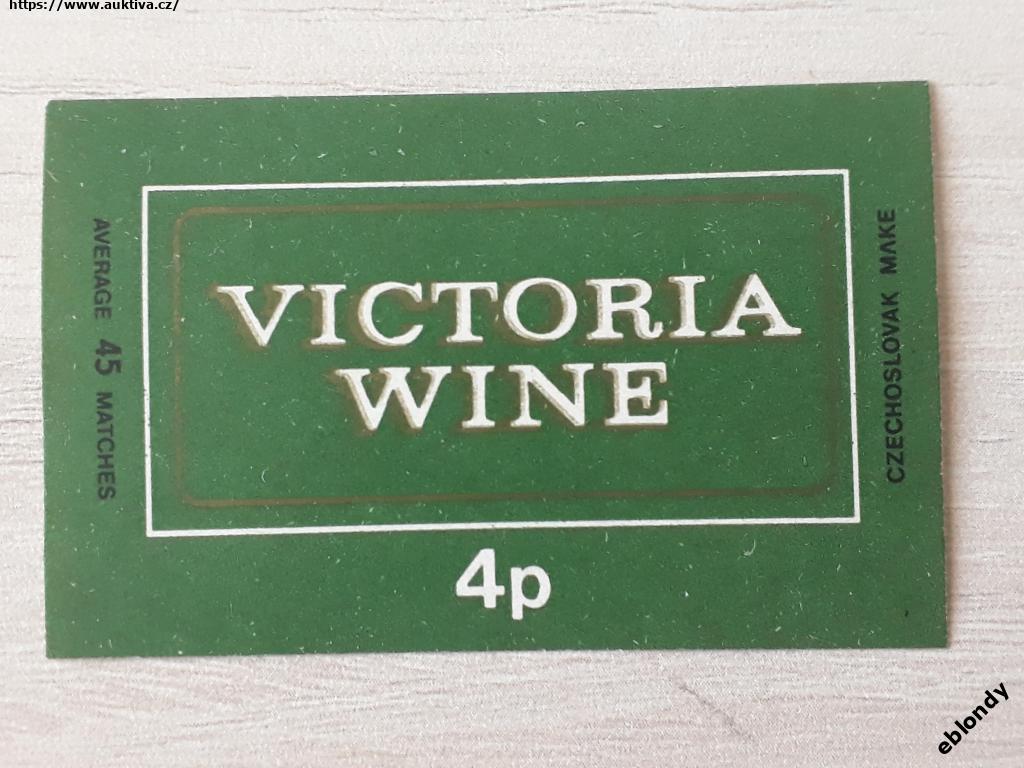 https://www.auktiva.cz/
AVERAGE 45 MATCHES
VICTORIA
WINE
4p
CZECHOSLOVAK MAKE
eblondy